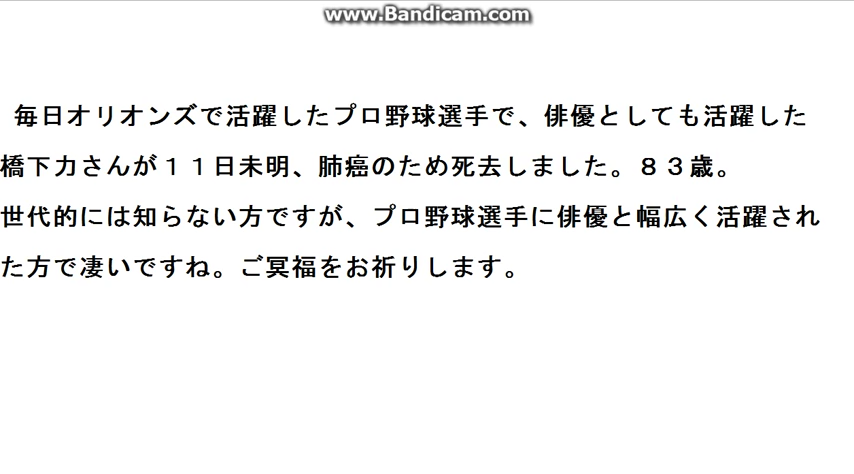 www.Bandicam.com
毎日オリオンズで活躍したプロ野球選手で、俳優としても活躍した
橋下力さんが１１日未明、肺癌のため死去しました。８３歳。
世代的には知らない方ですが、プロ野球選手に俳優と幅広く活躍され
た方で凄いですね。ご冥福をお祈りします。